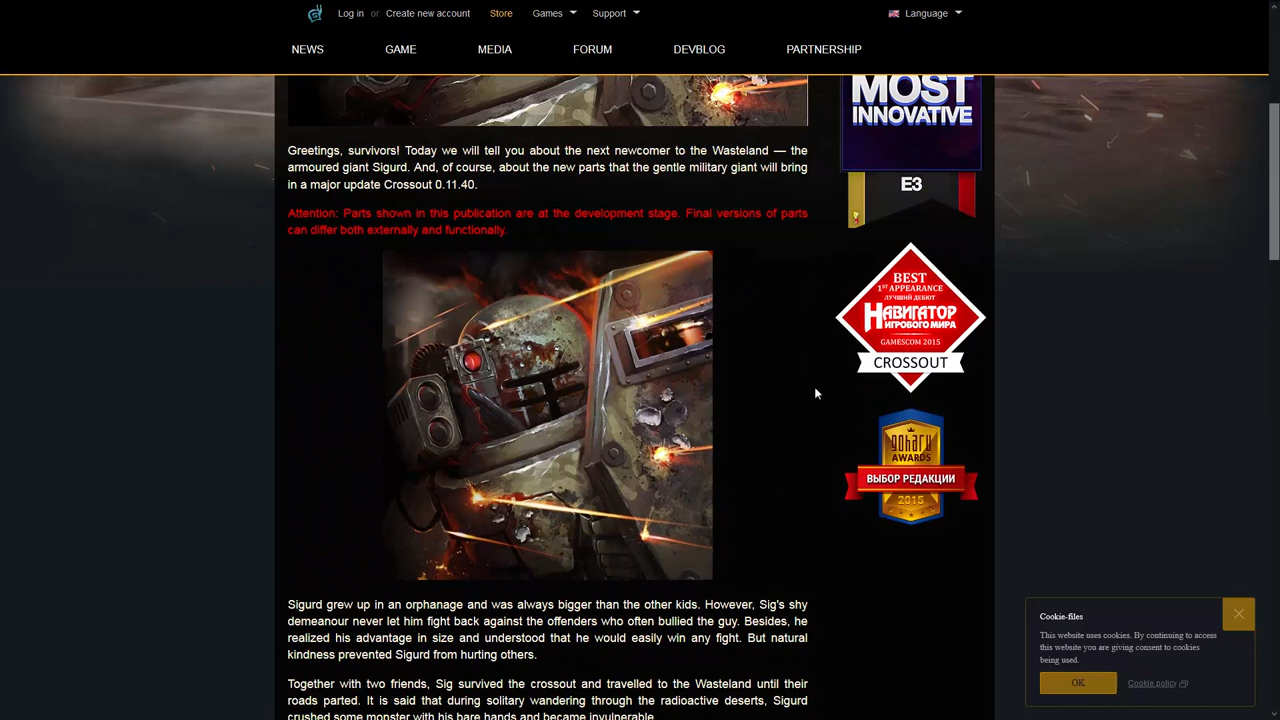 Log in or Create new account Store Games Support Language
NEWS GAME MEDIA FORUM DEVBLOG PARTNERSHIP
MOST
INNOVATIVE
E3
Greetings, survivors! Today we will tell you about the next newcomer to the Wasteland — the
armoured giant Sigurd. And, of course, about the new parts that the gentle military giant will bring
in a major update Crossout 0.11.40.
Attention: Parts shown in this publication are at the development stage. Final versions of parts
can differ both externally and functionally.
BEST
1ST APPEARANCE
ЛУЧШИЙ ДЕБЮТ
НАВИГАТОР
ИГРОВОГО МИРА
GAMESCOM 2015
CROSSOUT
goharu
AWARDS
ВЫБОР РЕДАКЦИИ
2015
Sigurd grew up in an orphanage and was always bigger than the other kids. However, Sig's shy
demeanour never let him fight back against the offenders who often bullied the guy. Besides, he
realized his advantage in size and understood that he would easily win any fight. But natural
kindness prevented Sigurd from hurting others.
Together with two friends, Sig survived the crossout and travelled to the Wasteland until their
roads parted. It is said that during solitary wandering through the radioactive deserts, Sigurd
crushed some monster with his bare hands and became invulnerable.
Cookie-files
This website uses cookies. By continuing to access
this website you are giving consent to cookies
being used.
OK Cookie policy